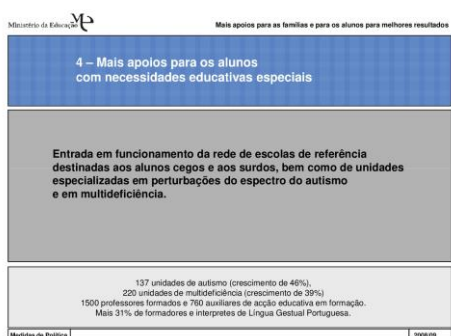 Ministério da Educação ME
Mais apoios para as famílias e para os alunos para melhores resultados
4 – Mais apoios para os alunos
com necessidades educativas especiais
Entrada em funcionamento da rede de escolas de referência
destinadas aos alunos cegos e aos surdos, bem como de unidades
especializadas em perturbações do espectro do autismo
e em multideficiência.
137 unidades de autismo (crescimento de 46%),
220 unidades de multideficiência (crescimento de 39%)
1500 professores formados e 760 auxiliares de acção educativa em formação.
Mais 31% de formadores e interpretes de Língua Gestual Portuguesa.
Medidas de Política
2008/09